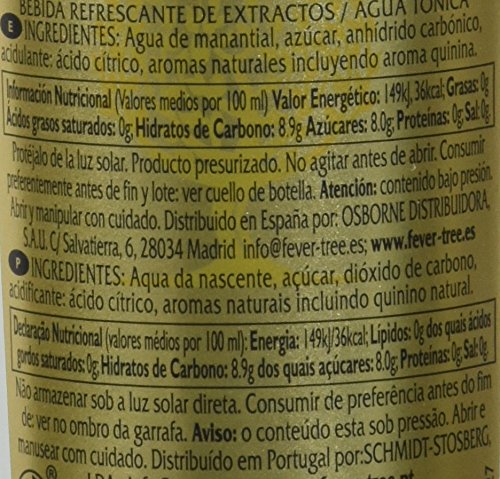 BEBIDA REFRESCANTE DE EXTRACTOS / AGUA TÓNICA
E INGREDIENTES: Agua de manantial, azúcar, anhídrido carbónico,
acidulante: ácido cítrico, aromas naturales incluyendo aroma quinina.
Información Nutricional (Valores medios por 100 ml) Valor Energético: 149kJ, 36kcal; Grasas: 0g
Ácidos grasos saturados: 0g; Hidratos de Carbono: 8.9g Azúcares: 8.0g; Proteínas: 0g; Sal: 0g.
Protéjalo de la luz solar. Producto presurizado. No agitar antes de abrir. Consumir
preferentemente antes de fin y lote: ver cuello de botella. Atención: contenido bajo presión.
Abrir y manipular con cuidado. Distribuido en España por: OSBORNE DISTRIBUIDORA,
S.A.U. C/ Salvatierra, 6, 28034 Madrid info@fever-tree.es; www.fever-tree.es
P INGREDIENTES: Aqua da nascente, açúcar, dióxido de carbono,
acidificante: ácido cítrico, aromas naturais incluindo quinino natural.
Declaração Nutricional (valores médios por 100 ml): Energia: 149kJ/36kcal; Lípidos: 0g dos quais ácidos
gordos saturados: 0g; Hidratos de Carbono: 8.9g dos quais açúcares: 8.0g; Proteínas: 0g; Sal: 0g.
Não armazenar sob a luz solar direta. Consumir de preferência antes do fim
de: ver no ombro da garrafa. Aviso: o conteúdo esta sob pressão. Abrir e
manusear com cuidado. Distribuído em Portugal por:SCHMIDT-STOSBERG,